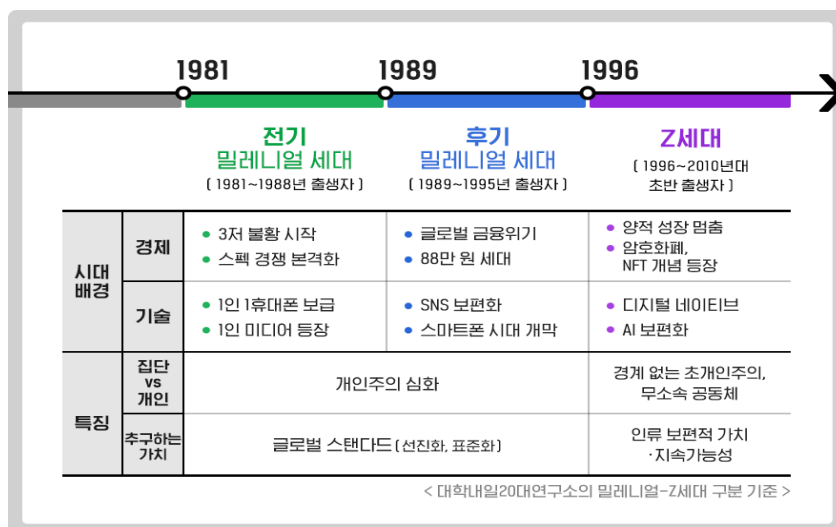 1981
1989
1996
전기
밀레니얼 세대
( 1981~1988년 출생자 )
후기
밀레니얼 세대
( 1989~1995년 출생자 )
Z세대
( 1996~2010년대
초반 출생자 )
시대
배경
경제
• 3저 불황 시작
• 스펙 경쟁 본격화
• 글로벌 금융위기
• 88만 원 세대
• 양적 성장 멈춤
• 암호화폐,
NFT 개념 등장
기술
• 1인 1휴대폰 보급
• 1인 미디어 등장
• SNS 보편화
• 스마트폰 시대 개막
• 디지털 네이티브
• AI 보편화
특징
집단
vs
개인
개인주의 심화
경계 없는 초개인주의,
무소속 공동체
추구하는
가치
글로벌 스탠다드 ( 선진화, 표준화 )
인류 보편적 가치
·지속가능성
< 대학내일20대연구소의 밀레니얼-Z세대 구분 기준 >